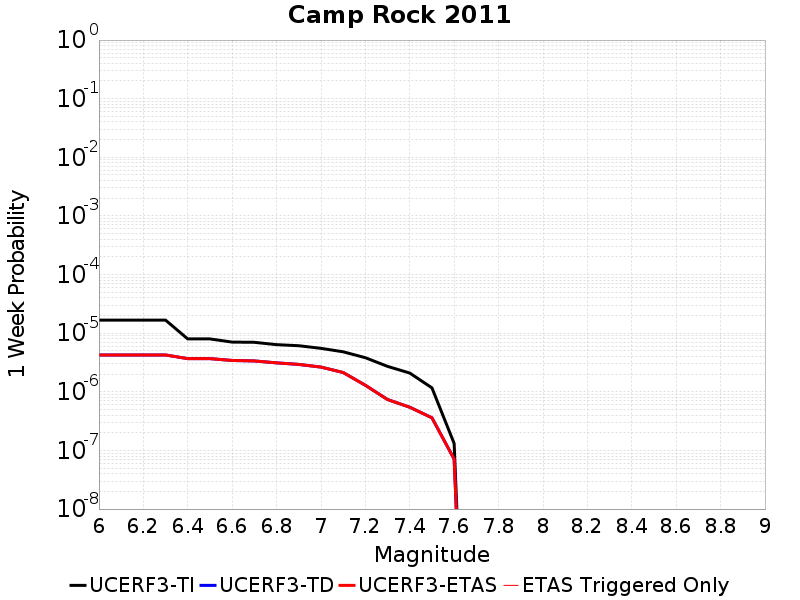 Camp Rock 2011
1 Week Probability
10^0
10^-1
10^-2
10^-3
10^-4
10^-5
10^-6
10^-7
10^-8
6 6.2 6.4 6.6 6.8 7 7.2 7.4 7.6 7.8 8 8.2 8.4 8.6 8.8 9
Magnitude
UCERF3-TI UCERF3-TD UCERF3-ETAS ETAS Triggered Only